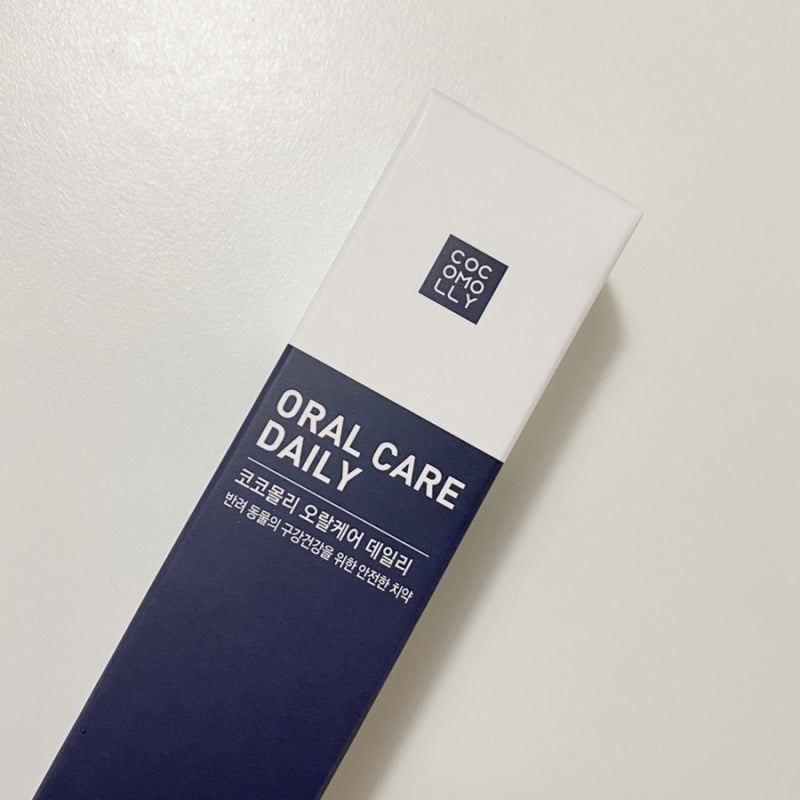 COC
OMO
LLY
ORAL CARE
DAILY
코코몰리 오랄케어 데일리
반려 동물의 구강건강을 위한 안전한 치약